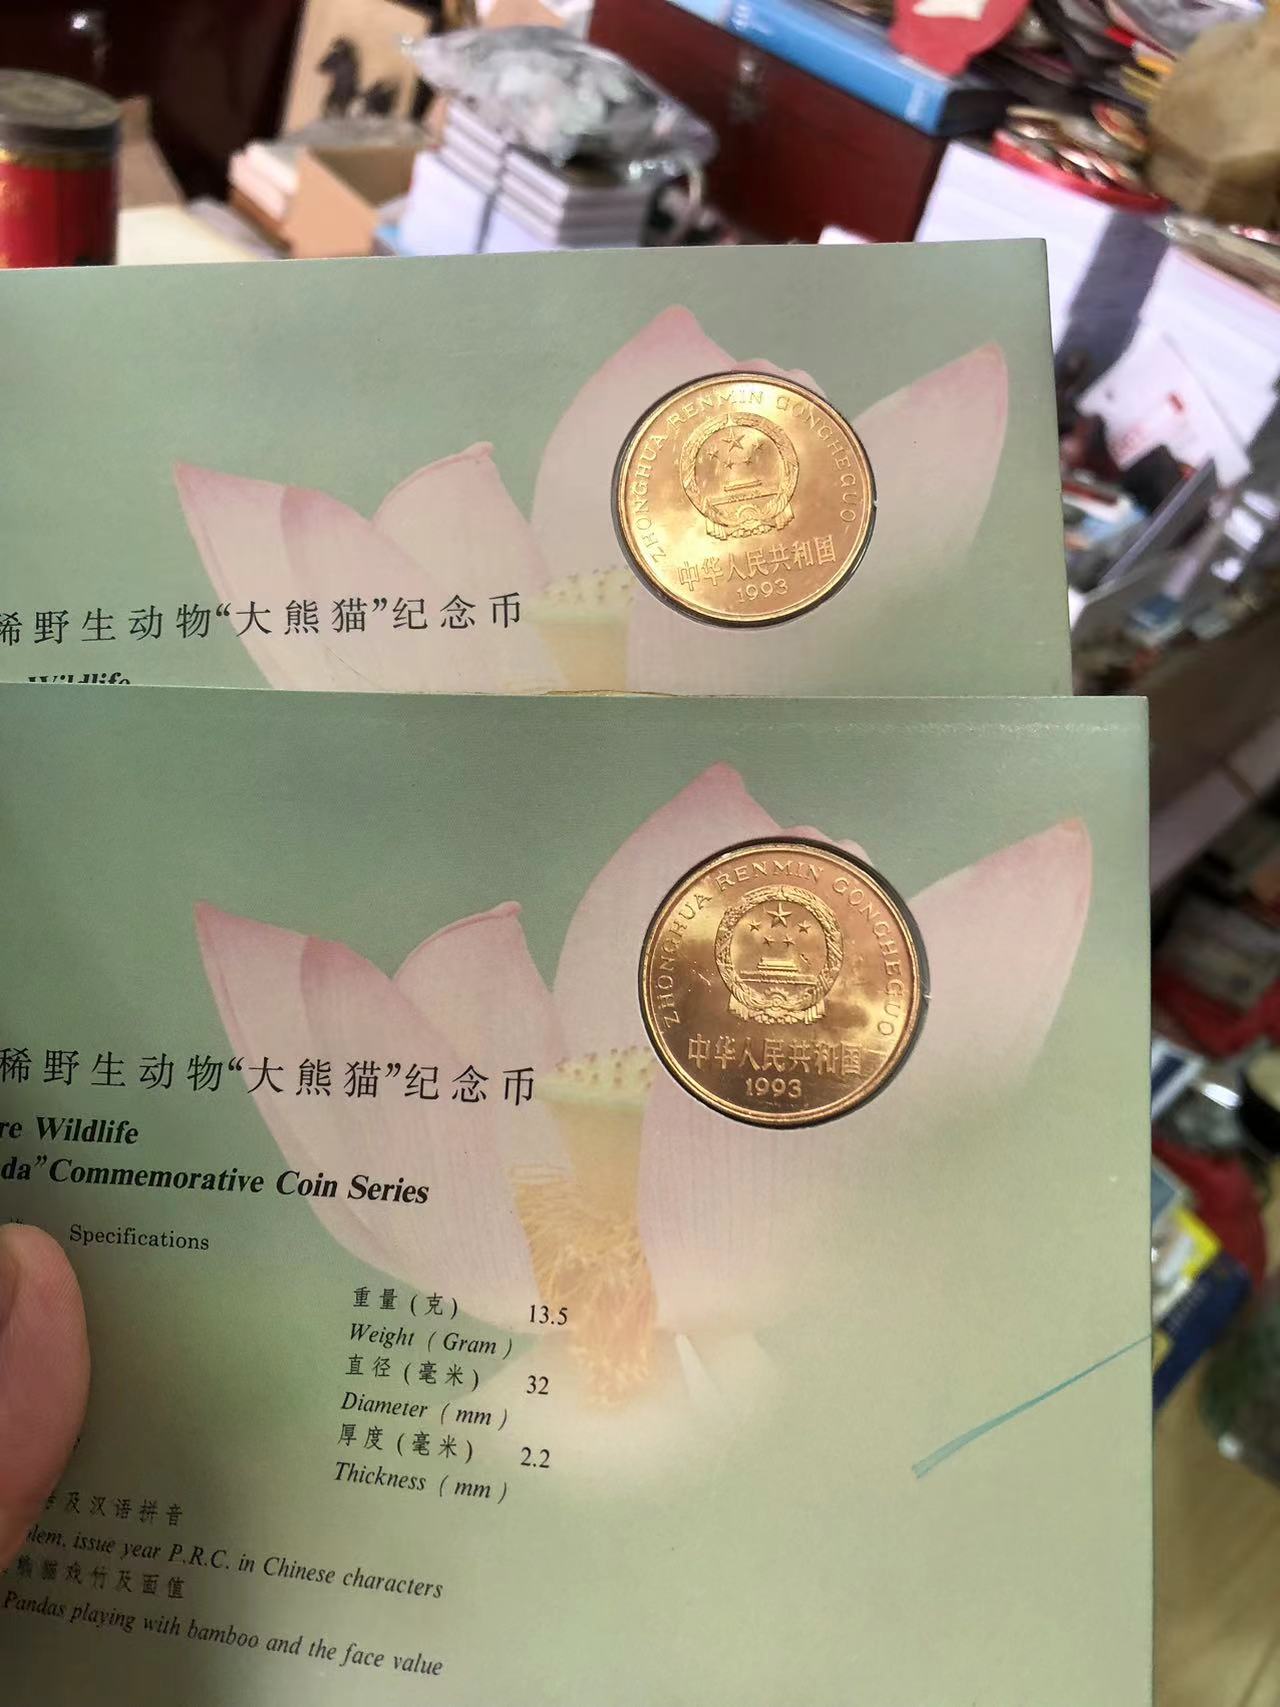 ZHONGHUA RENMIN GONGHEGUO
中华人民共和国
1993
稀野生动物“大熊猫”纪念币
Wildlife
ZHONGHUA RENMIN GONGHEGUO
中华人民共和国
1993
稀野生动物“大熊猫”纪念币
re Wildlife
da”Commemorative Coin Series
Specifications
重量(克) 13.5
Weight (Gram)
直径(毫米) 32
Diameter (mm)
厚度(毫米) 2.2
Thickness (mm)
及汉语拼音
blem, issue year P.R.C. in Chinese characters
猫戏竹及面值
Pandas playing with bamboo and the face value